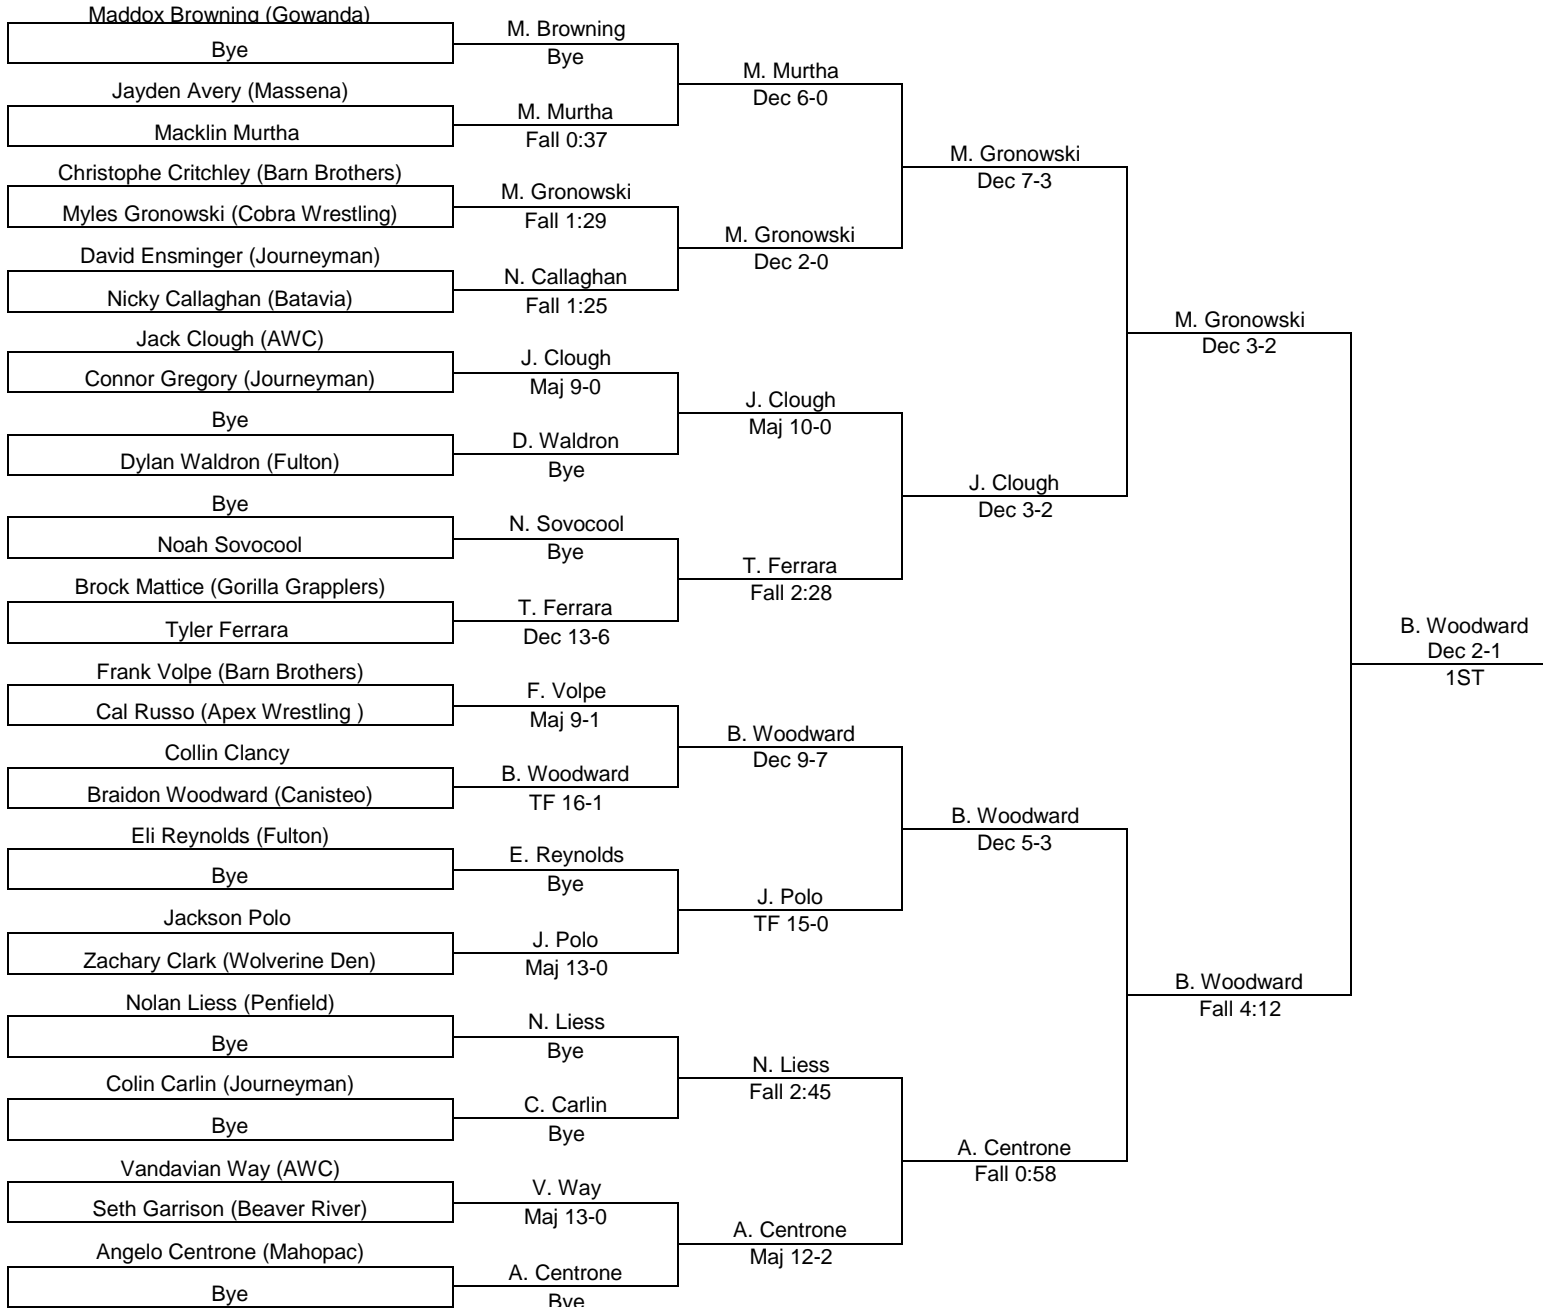 Maddox Browning (Gowanda)
Bye
Jayden Avery (Massena)
Macklin Murtha
Christophe Critchley (Barn Brothers)
Myles Gronowski (Cobra Wrestling)
David Ensminger (Journeyman)
Nicky Callaghan (Batavia)
Jack Clough (AWC)
Connor Gregory (Journeyman)
Bye
Dylan Waldron (Fulton)
Bye
Noah Sovocool
Brock Mattice (Gorilla Grapplers)
Tyler Ferrara
Frank Volpe (Barn Brothers)
Cal Russo (Apex Wrestling )
Collin Clancy
Braidon Woodward (Canisteo)
Eli Reynolds (Fulton)
Bye
Jackson Polo
Zachary Clark (Wolverine Den)
Nolan Liess (Penfield)
Bye
Colin Carlin (Journeyman)
Bye
Vandavian Way (AWC)
Seth Garrison (Beaver River)
Angelo Centrone (Mahopac)
Bye
M. Browning
Bye
M. Murtha
Fall 0:37
M. Gronowski
Fall 1:29
N. Callaghan
Fall 1:25
J. Clough
Maj 9-0
D. Waldron
Bye
N. Sovocool
Bye
T. Ferrara
Dec 13-6
F. Volpe
Maj 9-1
B. Woodward
TF 16-1
E. Reynolds
Bye
J. Polo
Maj 13-0
N. Liess
Bye
C. Carlin
Bye
V. Way
Maj 13-0
A. Centrone
Bye
M. Murtha
Dec 6-0
M. Gronowski
Dec 2-0
J. Clough
Maj 10-0
T. Ferrara
Fall 2:28
B. Woodward
Dec 9-7
J. Polo
TF 15-0
N. Liess
Fall 2:45
A. Centrone
Maj 12-2
M. Gronowski
Dec 7-3
J. Clough
Dec 3-2
B. Woodward
Dec 5-3
A. Centrone
Fall 0:58
M. Gronowski
Dec 3-2
B. Woodward
Fall 4:12
B. Woodward
Dec 2-1
1ST